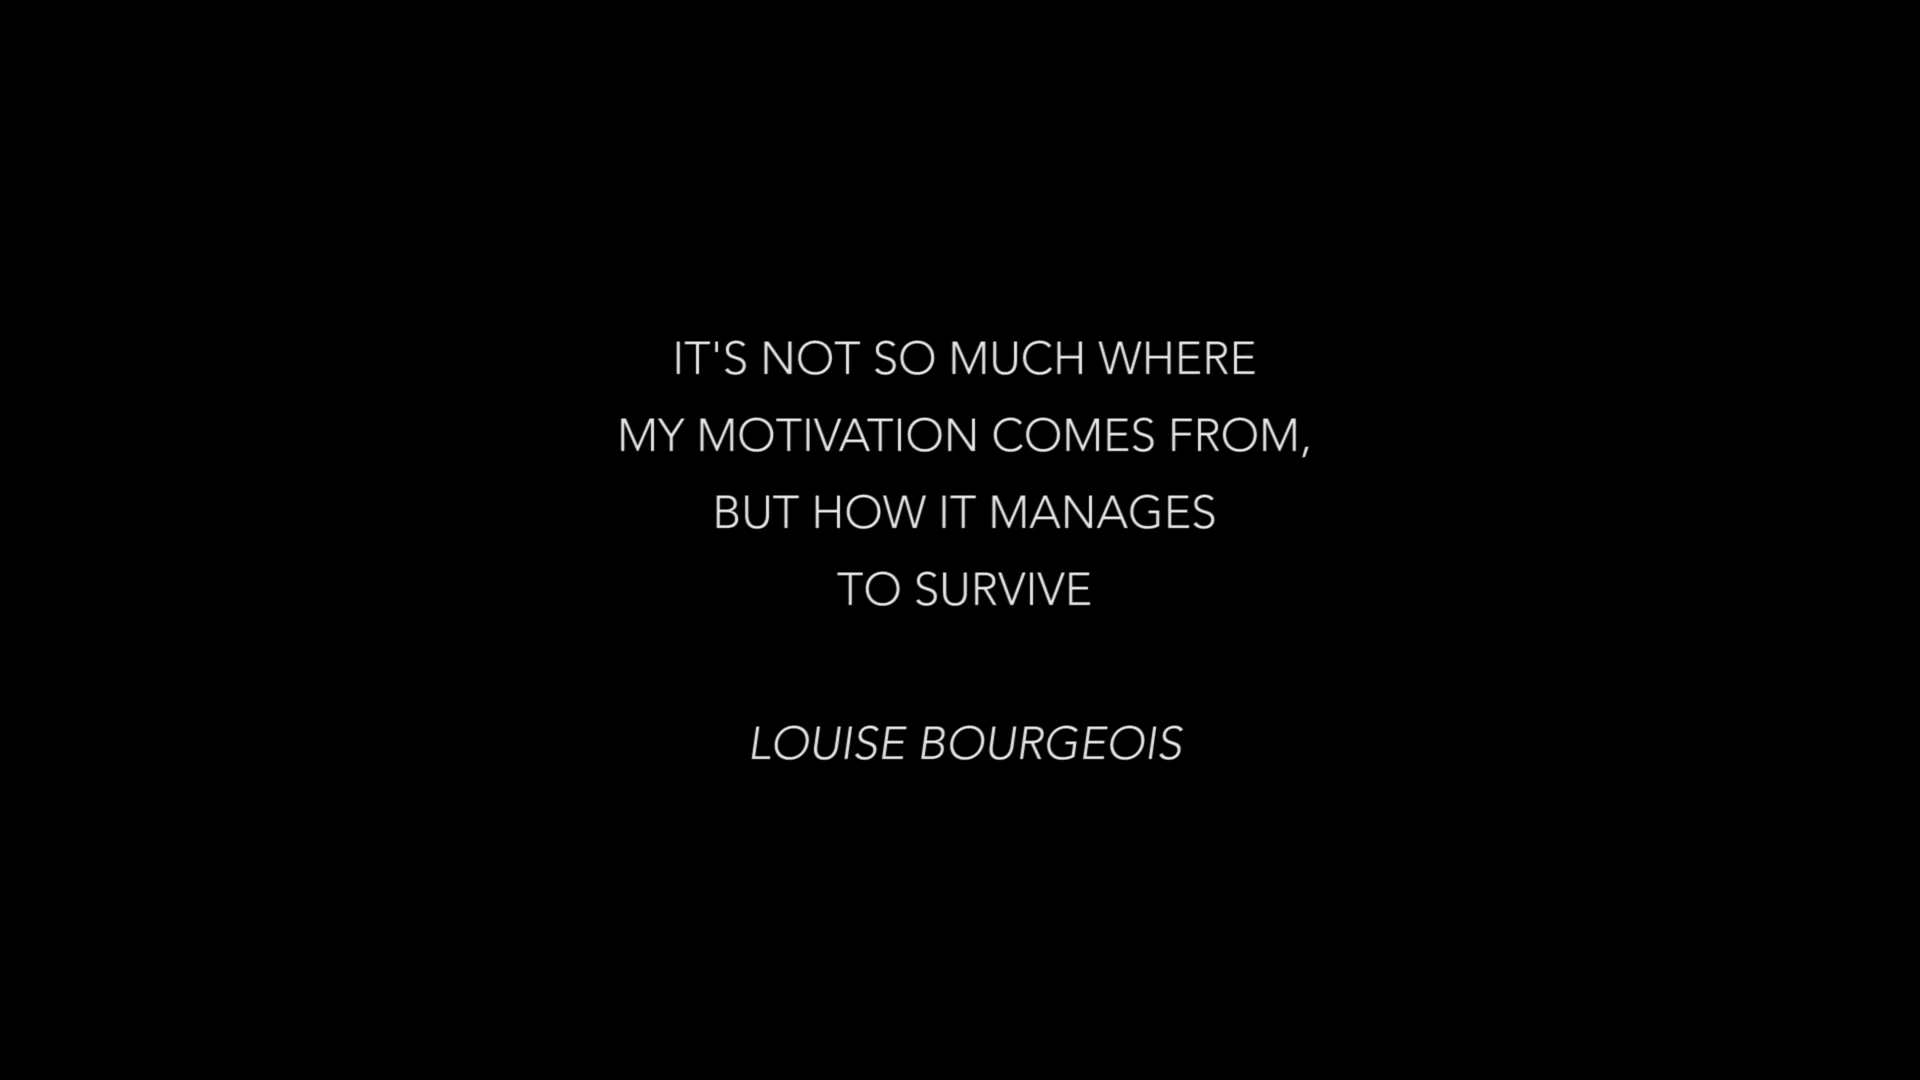 IT'S NOT SO MUCH WHERE
MY MOTIVATION COMES FROM,
BUT HOW IT MANAGES
TO SURVIVE
LOUISE BOURGEOIS